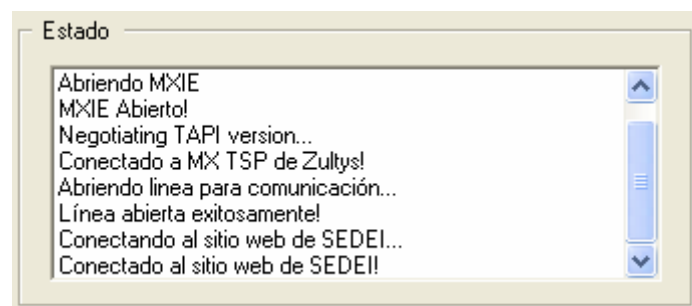 Estado
Abriendo MXIE
MXIE Abierto!
Negotiating TAPI version...
Conectado a MX TSP de Zultys!
Abriendo linea para comunicación...
Línea abierta exitosamente!
Conectando al sitio web de SEDEI...
Conectado al sitio web de SEDEI!